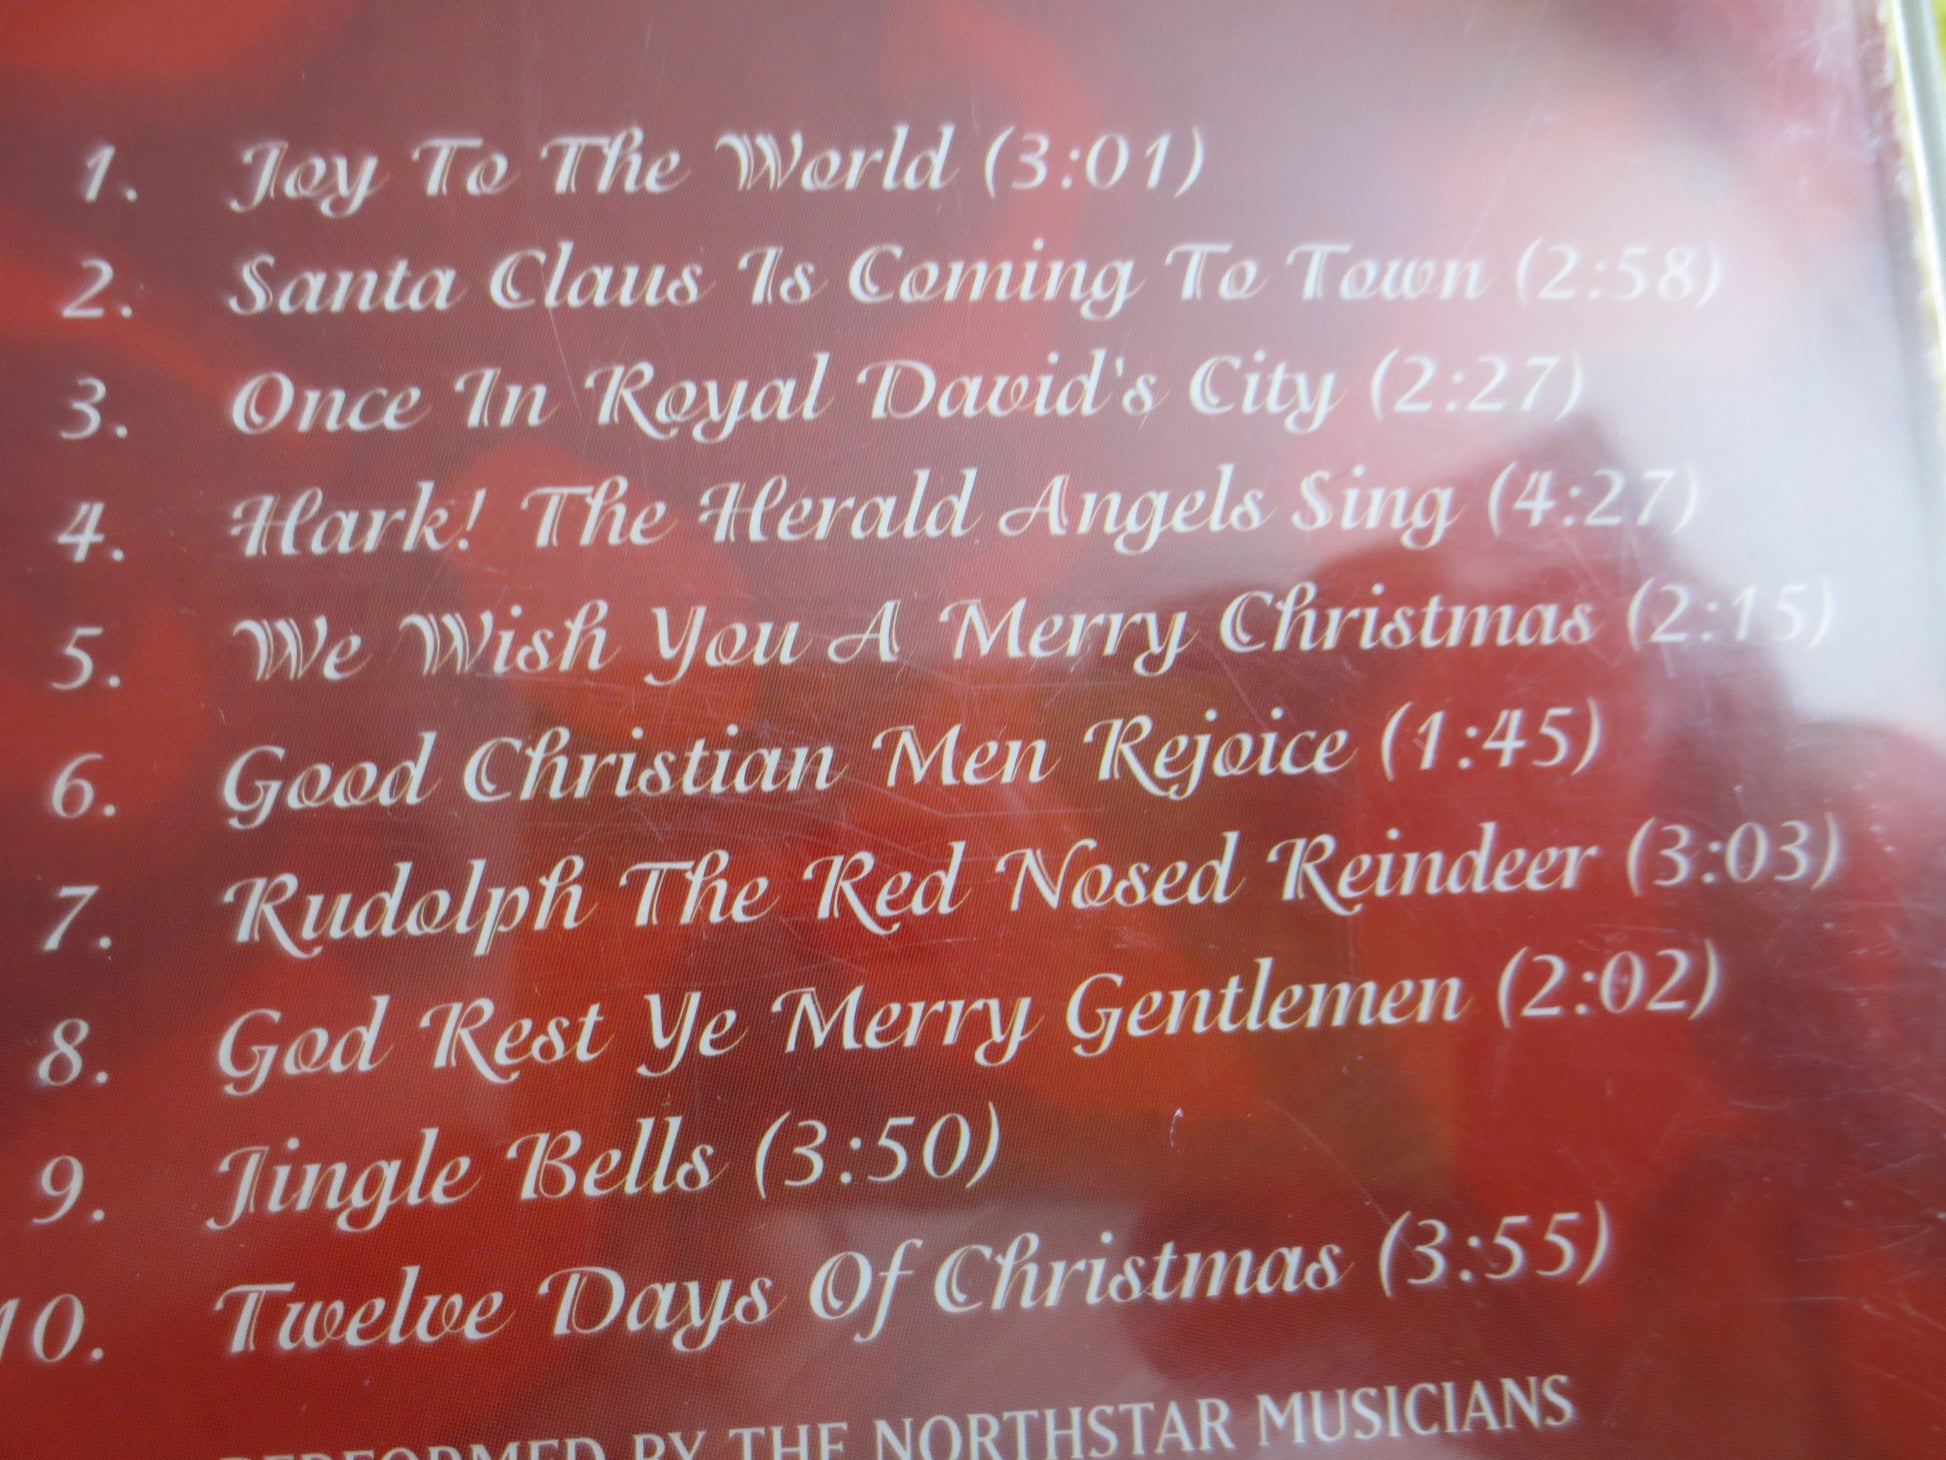 1. Joy To The World (3:01)
2. Santa Claus Is Coming To Town (2:58)
3. Once In Royal David's City (2:27)
4. Hark! The Herald Angels Sing (4:27)
5. We Wish You A Merry Christmas (2:15)
6. Good Christian Men Rejoice (1:45)
7. Rudolph The Red Nosed Reindeer (3:03)
8. God Rest Ye Merry Gentlemen (2:02)
9. Jingle Bells (3:50)
10. Twelve Days Of Christmas (3:55)
PERFORMED BY THE NORTHSTAR MUSICIANS